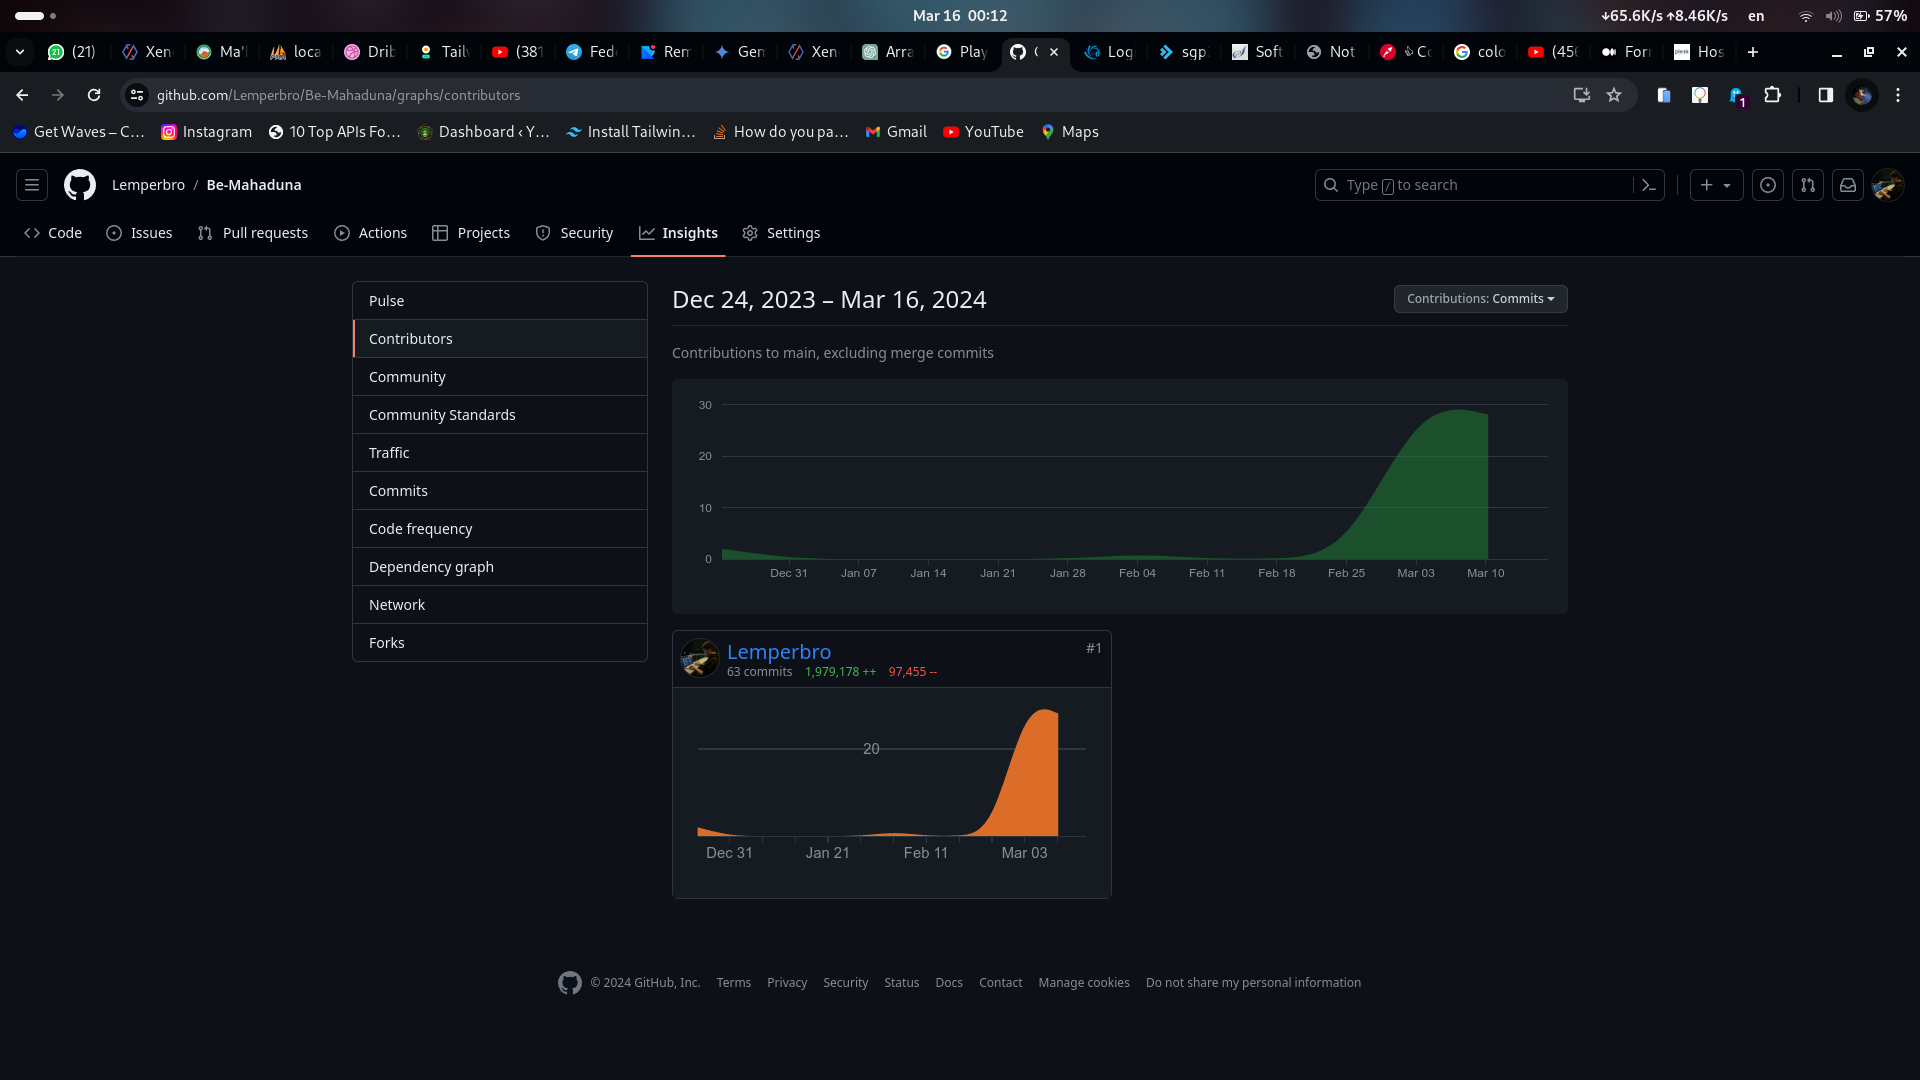 Mar 16 00:12
↓65.6K/s ↑8.46K/s en 57%
(21) Xen Ma'l loca Drib Tailv (381 Fed Rem Gen Xen Arra Play Log sgp Soft Not Co colo (456 For Hos
github.com/Lemperbro/Be-Mahaduna/graphs/contributors
1
Get Waves – C… Instagram 10 Top APIs Fo… Dashboard ‹ Y… Install Tailwin… How do you pa… Gmail YouTube Maps
Lemperbro / Be-Mahaduna
Type / to search
Code Issues Pull requests Actions Projects Security Insights Settings
Pulse
Contributors
Community
Community Standards
Traffic
Commits
Code frequency
Dependency graph
Network
Forks
Dec 24, 2023 – Mar 16, 2024
Contributions: Commits
Contributions to main, excluding merge commits
30
20
10
0
Dec 31 Jan 07 Jan 14 Jan 21 Jan 28 Feb 04 Feb 11 Feb 18 Feb 25 Mar 03 Mar 10
Lemperbro #1
63 commits 1,979,178 ++ 97,455 --
20
Dec 31 Jan 21 Feb 11 Mar 03
© 2024 GitHub, Inc. Terms Privacy Security Status Docs Contact Manage cookies Do not share my personal information